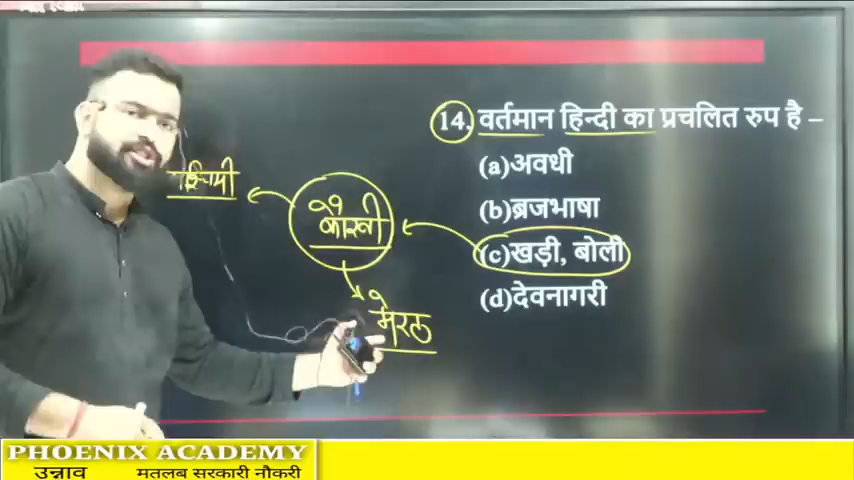 14. वर्तमान हिन्दी का प्रचलित रुप है –
(a)अवधी
(b)ब्रजभाषा
(c)खड़ी, बोली
(d)देवनागरी
कौरवी
मेरठ
PHOENIX ACADEMY
उन्नाव मतलब सरकारी नौकरी